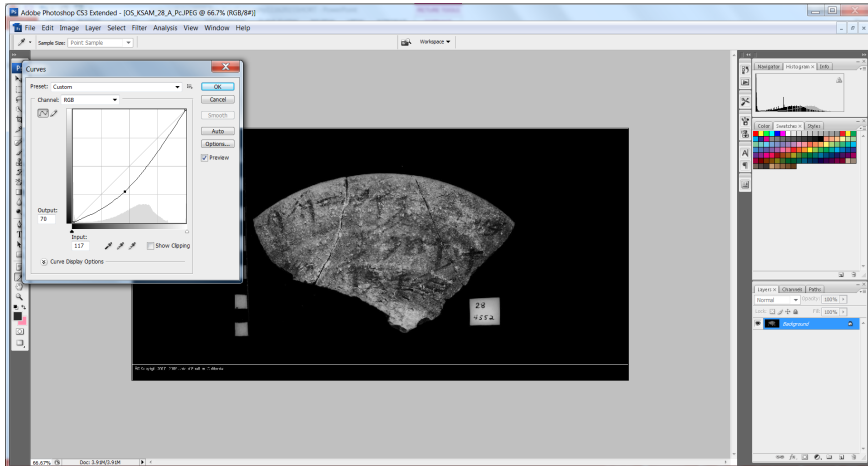 Adobe Photoshop CS3 Extended - [OS_KSAM_28_A_Pc.JPEG @ 66.7% (RGB/8#)]
File Edit Image Layer Select Filter Analysis View Window Help
Sample Size: Point Sample
Workspace
Curves
Preset: Custom
OK
Channel: RGB
Cancel
Smooth
Auto
Options...
Preview
Output:
70
Input:
117
Show Clipping
Curve Display Options
28
4552
Navigator Histogram Info
Color Swatches Styles
Layers Channels Paths
Normal
Opacity: 100%
Lock:
Fill: 100%
Background
66.67%
Doc: 3.91M/3.91M